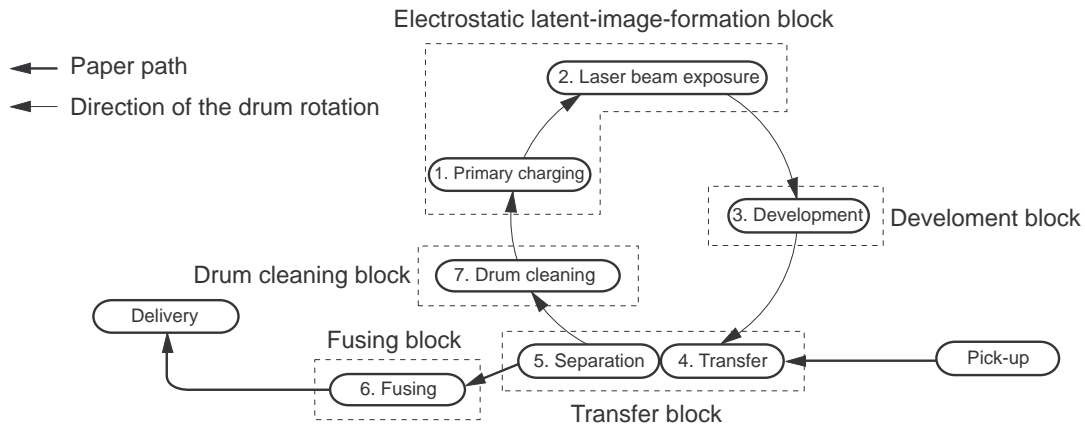 Electrostatic latent-image-formation block
Paper path
Direction of the drum rotation
2. Laser beam exposure
1. Primary charging
3. Development
Develoment block
Drum cleaning block
7. Drum cleaning
Delivery
Fusing block
5. Separation
4. Transfer
Pick-up
6. Fusing
Transfer block